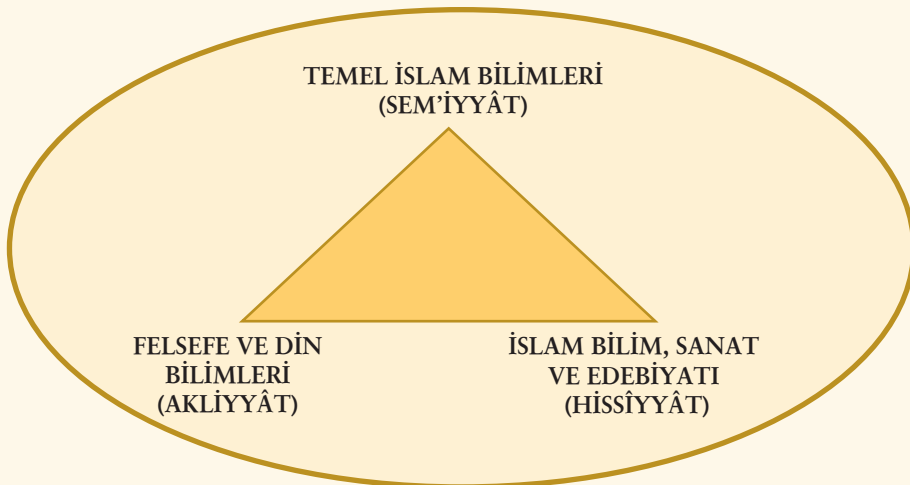 TEMEL İSLAM BİLİMLERİ
(SEM’İYYÂT)
FELSEFE VE DİN
BİLİMLERİ
(AKLİYYÂT)
İSLAM BİLİM, SANAT
VE EDEBİYATI
(HİSSÎYYÂT)